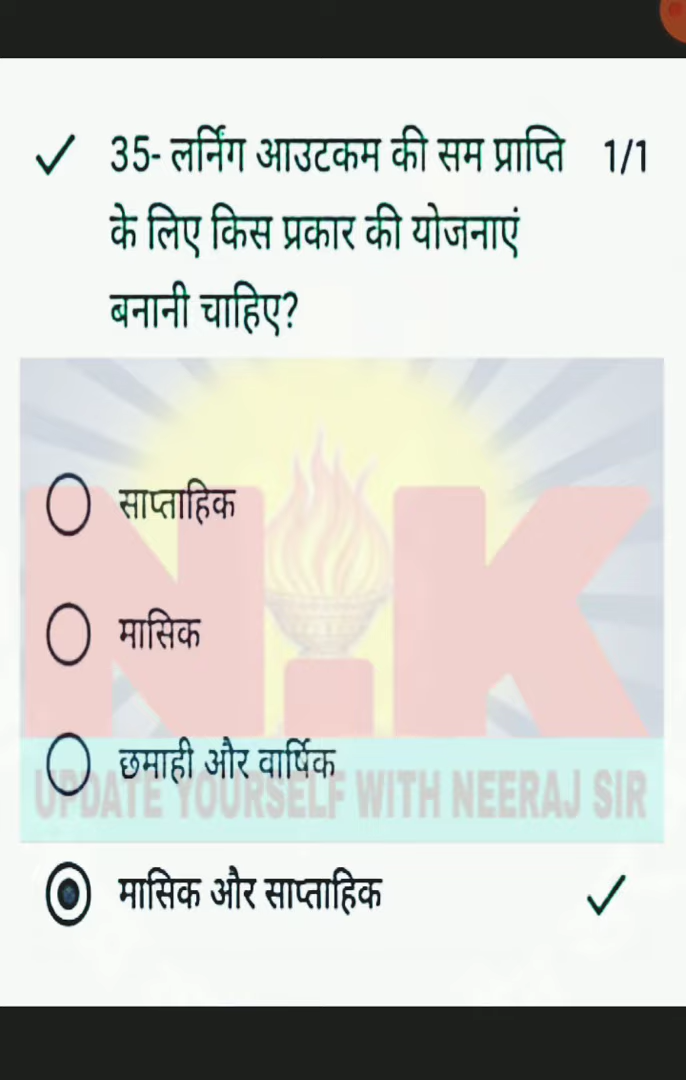 35- लर्निंग आउटकम की सम प्राप्ति 1/1
के लिए किस प्रकार की योजनाएं
बनानी चाहिए?
साप्ताहिक
मासिक
छमाही और वार्षिक
N.K
UPDATE YOURSELF WITH NEERAJ SIR
मासिक और साप्ताहिक